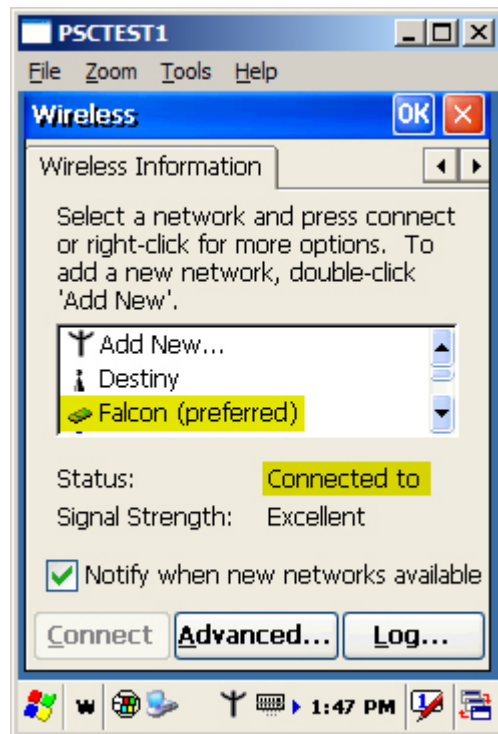 PSCTEST1
File Zoom Tools Help
Wireless OK
Wireless Information
Select a network and press connect
or right-click for more options. To
add a new network, double-click
'Add New'.
Add New...
Destiny
Falcon (preferred)
Status: Connected to
Signal Strength: Excellent
Notify when new networks available
Connect Advanced... Log...
w 1:47 PM 1